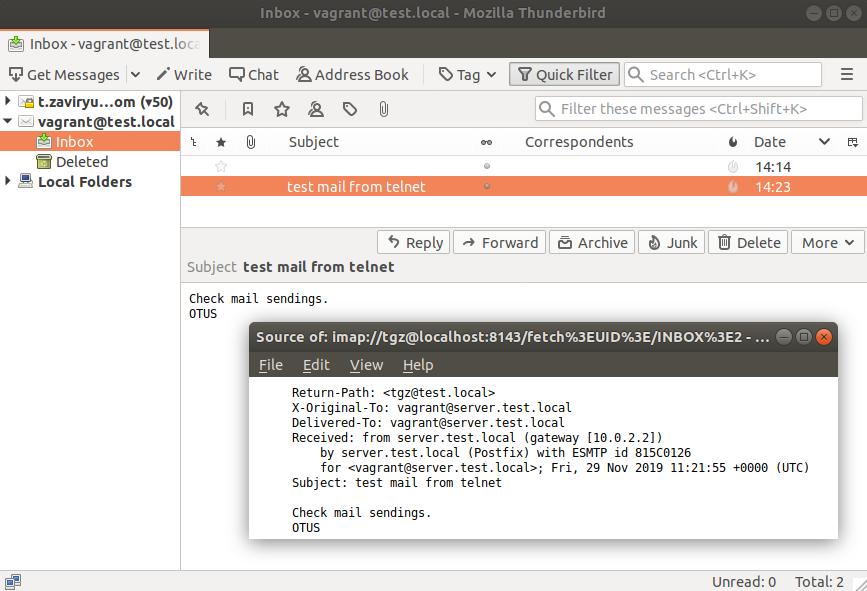 Inbox - vagrant@test.local - Mozilla Thunderbird
Inbox - vagrant@test.loca
Get Messages Write Chat Address Book Tag Quick Filter Search <Ctrl+K>
t.zaviryu...om (▾50)
vagrant@test.local
Inbox
Deleted
Local Folders
Filter these messages <Ctrl+Shift+K>
Subject Correspondents Date
14:14
test mail from telnet 14:23
Reply Forward Archive Junk Delete More
Subject test mail from telnet
Check mail sendings.
OTUS
Source of: imap://tgz@localhost:8143/fetch%3EUID%3E/INBOX%3E2 - ...
File Edit View Help
Return-Path: <tgz@test.local>
X-Original-To: vagrant@server.test.local
Delivered-To: vagrant@server.test.local
Received: from server.test.local (gateway [10.0.2.2])
by server.test.local (Postfix) with ESMTP id 815C0126
for <vagrant@server.test.local>; Fri, 29 Nov 2019 11:21:55 +0000 (UTC)
Subject: test mail from telnet
Check mail sendings.
OTUS
Unread: 0 Total: 2